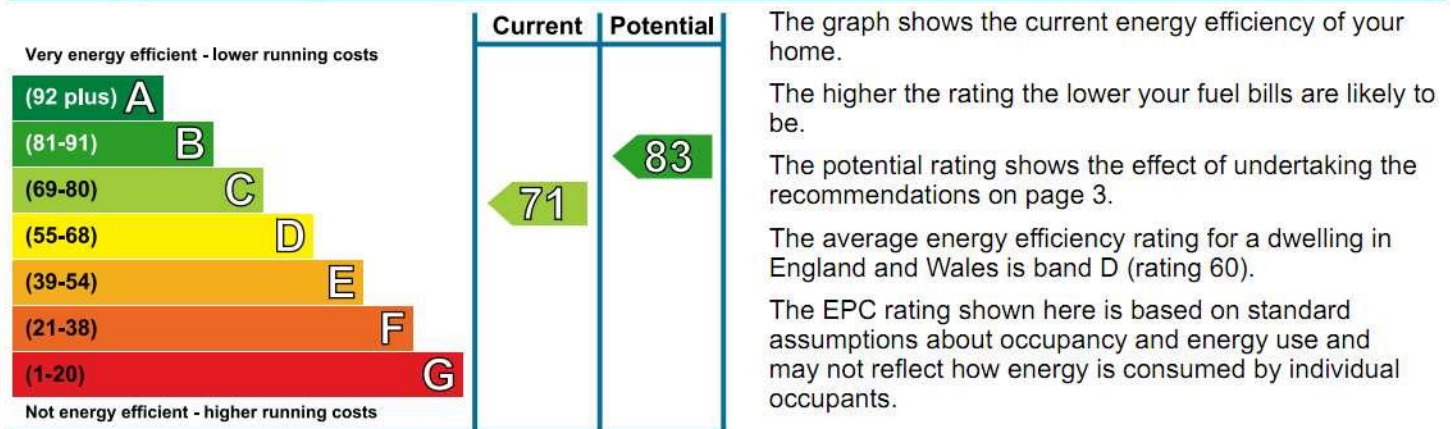 Current Potential
Very energy efficient - lower running costs
(92 plus) A
(81-91) B
83
(69-80) C
71
(55-68) D
(39-54) E
(21-38) F
(1-20) G
Not energy efficient - higher running costs
The graph shows the current energy efficiency of your
home.
The higher the rating the lower your fuel bills are likely to
be.
The potential rating shows the effect of undertaking the
recommendations on page 3.
The average energy efficiency rating for a dwelling in
England and Wales is band D (rating 60).
The EPC rating shown here is based on standard
assumptions about occupancy and energy use and
may not reflect how energy is consumed by individual
occupants.